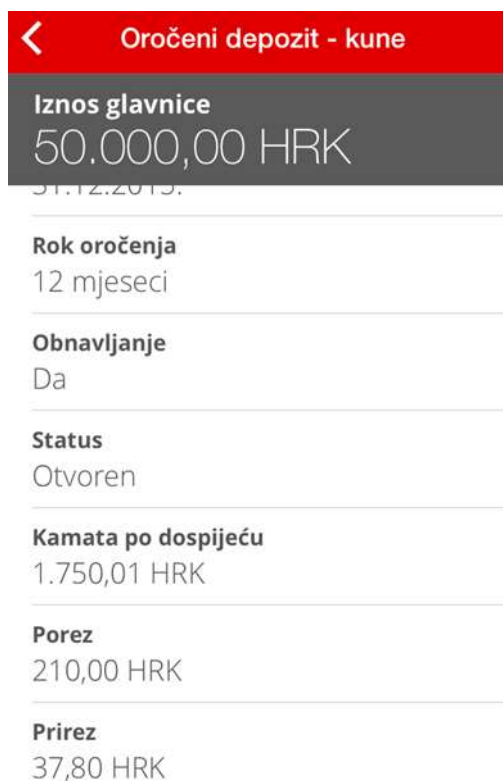 Oročeni depozit - kune
Iznos glavnice
50.000,00 HRK
Rok oročenja
12 mjeseci
Obnavljanje
Da
Status
Otvoren
Kamata po dospijeću
1.750,01 HRK
Porez
210,00 HRK
Prirez
37,80 HRK